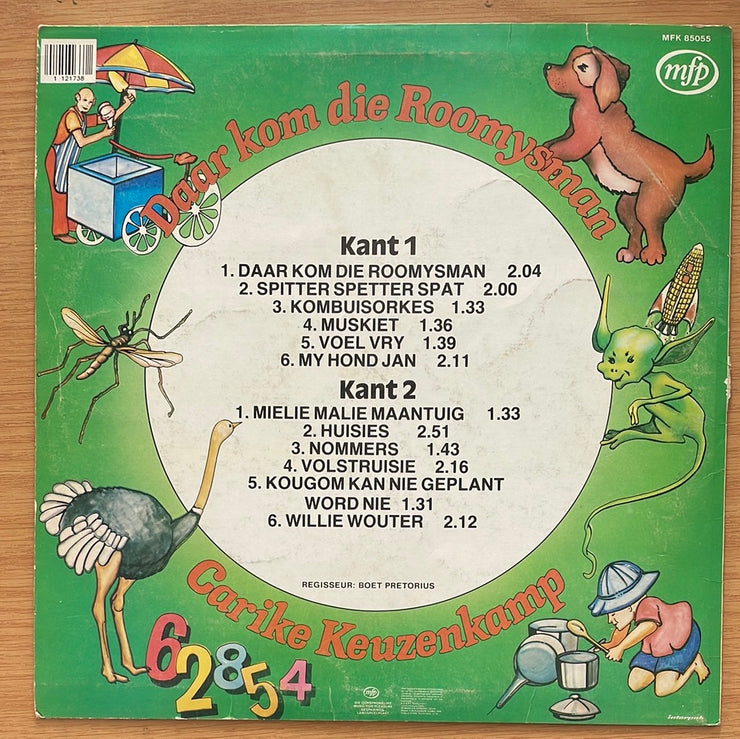 1 121738
MFK 85055
mfp
Daar kom die Roomysman
Kant 1
1. DAAR KOM DIE ROOMYSMAN 2.04
2. SPITTER SPETTER SPAT 2.00
3. KOMBUISORKES 1.33
4. MUSKIET 1.36
5. VOEL VRY 1.39
6. MY HOND JAN 2.11
Kant 2
1. MIELIE MALIE MAANTUIG 1.33
2. HUISIES 2.51
3. NOMMERS 1.43
4. VOLSTRUISIE 2.16
5. KOUGOM KAN NIE GEPLANT
WORD NIE 1.31
6. WILLIE WOUTER 2.12
REGISSEUR: BOET PRETORIUS
Carike Keuzenkamp
62854
mfp
interpak